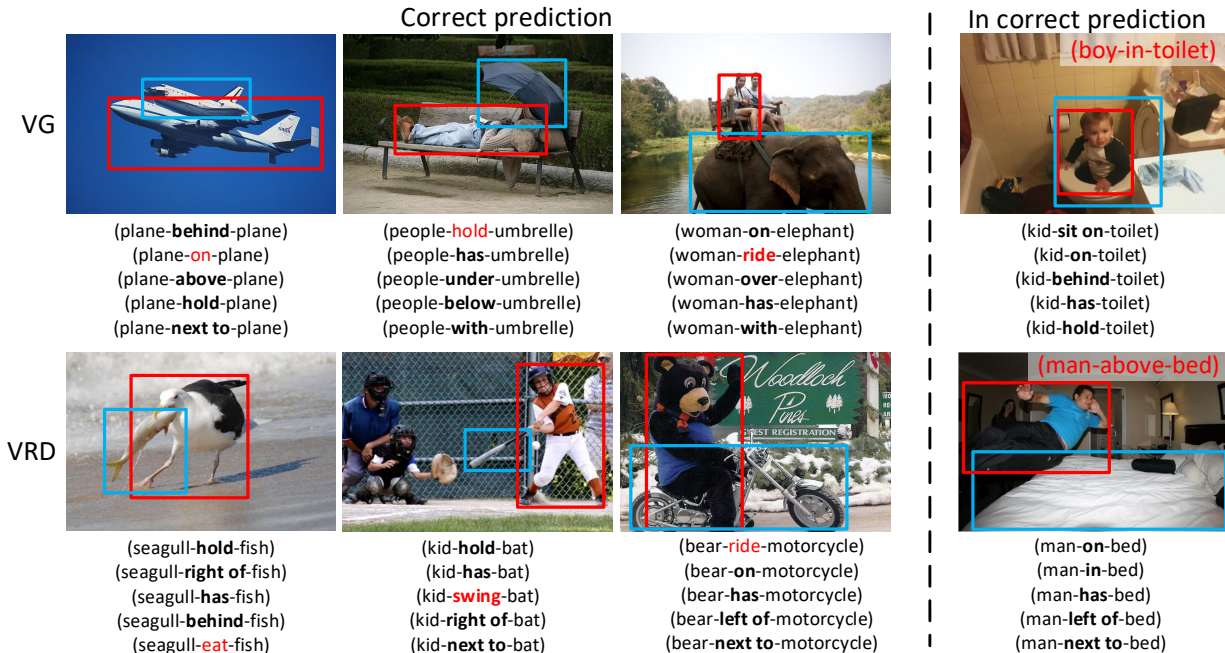 Correct prediction
In correct prediction
VG
(boy-in-toilet)
NASA
(plane-behind-plane)
(plane-on-plane)
(plane-above-plane)
(plane-hold-plane)
(plane-next to-plane)
(people-hold-umbrelle)
(people-has-umbrelle)
(people-under-umbrelle)
(people-below-umbrelle)
(people-with-umbrelle)
(woman-on-elephant)
(woman-ride-elephant)
(woman-over-elephant)
(woman-has-elephant)
(woman-with-elephant)
(kid-sit on-toilet)
(kid-on-toilet)
(kid-behind-toilet)
(kid-has-toilet)
(kid-hold-toilet)
VRD
Woodloch
Pines
GUEST REGISTRATION
(man-above-bed)
(seagull-hold-fish)
(seagull-right of-fish)
(seagull-has-fish)
(seagull-behind-fish)
(seagull-eat-fish)
(kid-hold-bat)
(kid-has-bat)
(kid-swing-bat)
(kid-right of-bat)
(kid-next to-bat)
(bear-ride-motorcycle)
(bear-on-motorcycle)
(bear-has-motorcycle)
(bear-left of-motorcycle)
(bear-next to-motorcycle)
(man-on-bed)
(man-in-bed)
(man-has-bed)
(man-left of-bed)
(man-next to-bed)